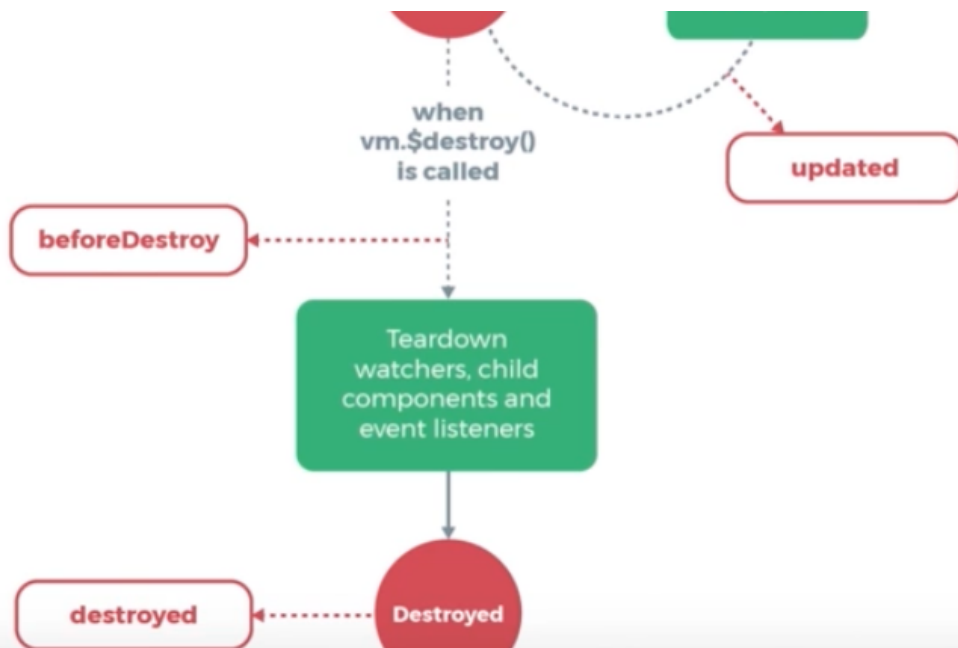 when
vm.$destroy()
is called
updated
beforeDestroy
Teardown
watchers, child
components and
event listeners
destroyed
Destroyed